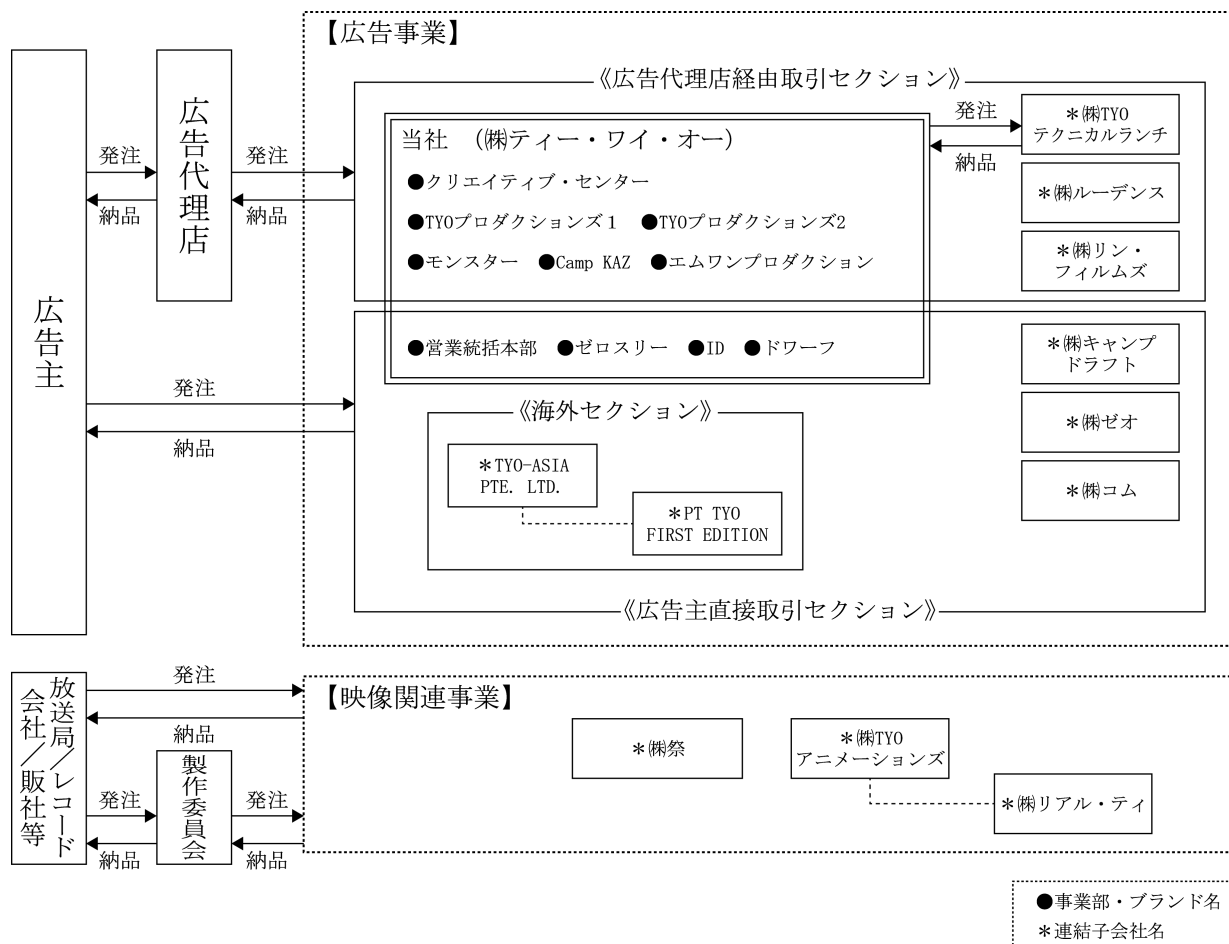 【広告事業】
《広告代理店経由取引セクション》
広告主
発注
納品
広告代理店
発注
納品
当社 (㈱ティー・ワイ・オー)
●クリエイティブ・センター
●TYOプロダクションズ1 ●TYOプロダクションズ2
●モンスター ●Camp KAZ ●エムワンプロダクション
発注
納品
＊㈱TYO
テクニカルランチ
＊㈱ルーデンス
＊㈱リン・
フィルムズ
●営業統括本部 ●ゼロスリー ●ID ●ドワーフ
発注
納品
＊㈱キャンプ
ドラフト
＊㈱ゼオ
＊㈱コム
《海外セクション》
＊TYO-ASIA
PTE. LTD.
＊PT TYO
FIRST EDITION
《広告主直接取引セクション》
放送局/レコード
会社/販社等
発注
納品
発注
納品
製作委員会
発注
納品
【映像関連事業】
＊㈱祭
＊㈱TYO
アニメーションズ
＊㈱リアル・ティ
●事業部・ブランド名
＊連結子会社名